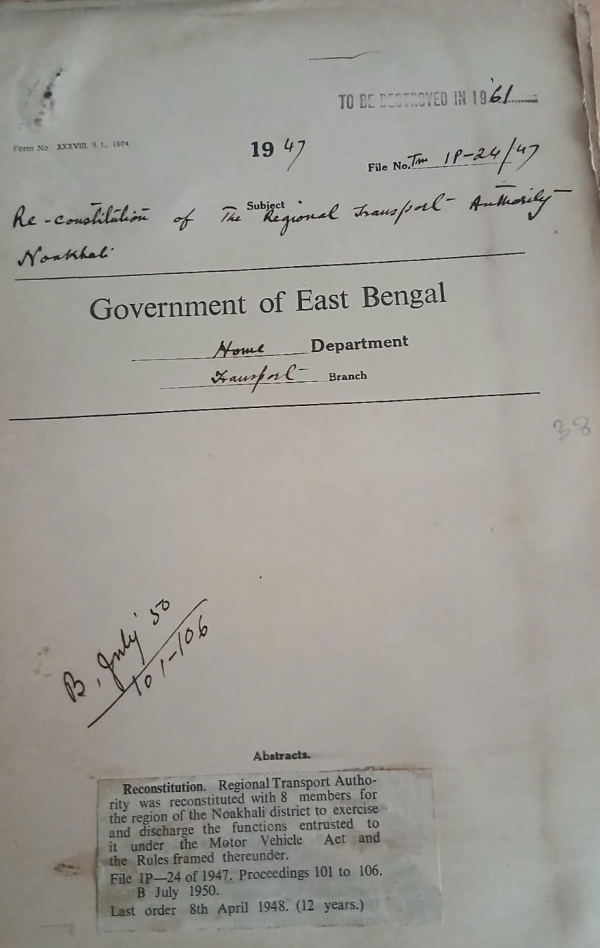 TO BE DESTROYED IN 1961
Form No. XXXVIII. S. I., 1924
1947
File No. Tm 1P-24/47
Subject
Re-constitution of The Regional Transport Authority
Noakhali
Government of East Bengal
Home Department
Transport Branch
38
B, July '50
101-106
Abstracts.
Reconstitution. Regional Transport Autho-
rity was reconstituted with 8 members for
the region of the Noakhali district to exercise
and discharge the functions entrusted to
it under the Motor Vehicle Act and
the Rules framed thereunder.
File 1P—24 of 1947. Proceedings 101 to 106.
B July 1950.
Last order 8th April 1948. (12 years.)